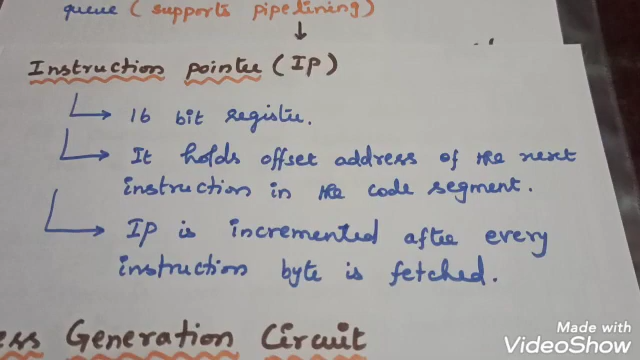 queue (supports pipelining)
Instruction pointer (IP)
16 bit register.
It holds offset address of the next
instruction in the code segment.
IP is incremented after every
instruction byte is fetched.
ess Generation Circuit
Made with
VideoShow